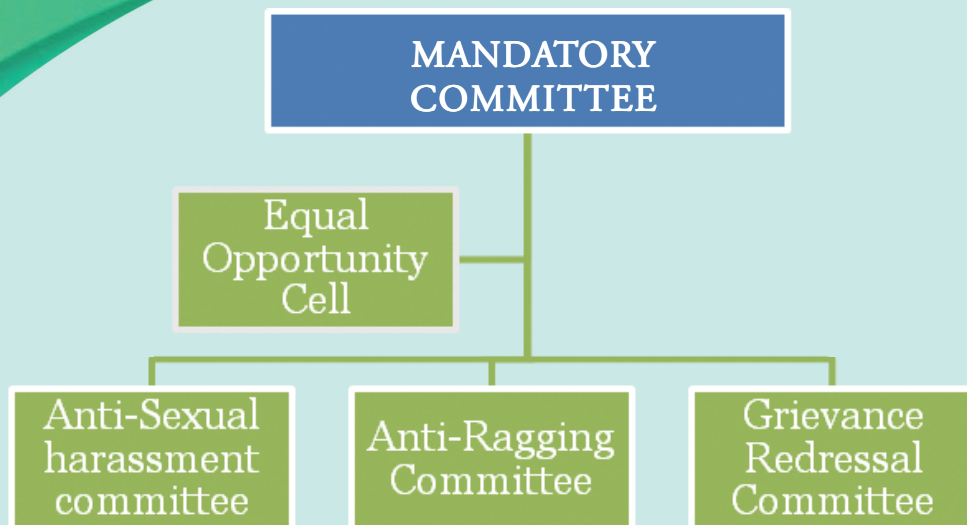 MANDATORY
COMMITTEE
Equal
Opportunity
Cell
Anti-Sexual
harassment
committee
Anti-Ragging
Committee
Grievance
Redressal
Committee